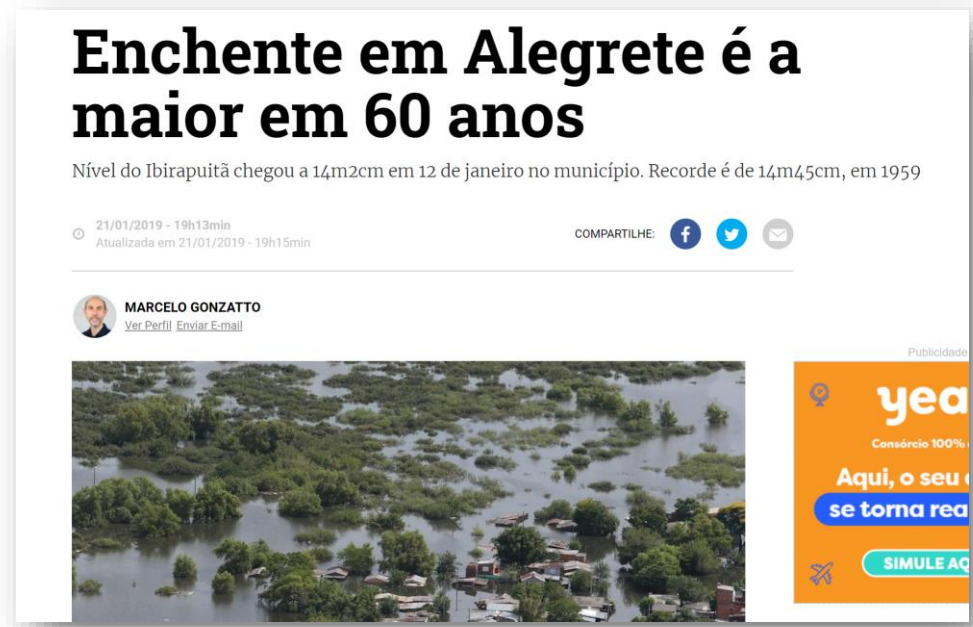 Enchente em Alegrete é a
maior em 60 anos
Nível do Ibirapuitã chegou a 14m2cm em 12 de janeiro no município. Recorde é de 14m45cm, em 1959
21/01/2019 - 19h13min
Atualizada em 21/01/2019 - 19h15min
COMPARTILHE:
MARCELO GONZATTO
Ver Perfil Enviar E-mail
Publicidade
yea
Consórcio 100%
Aqui, o seu
se torna rea
SIMULE AQ